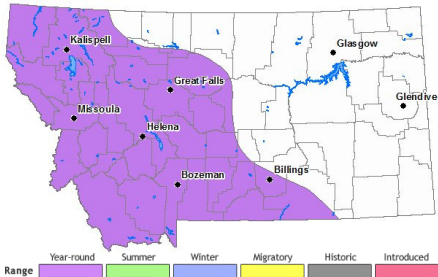 Kalispell
Glasgow
Great Falls
Glendive
Missoula
Helena
Bozeman
Billings
Year-round Summer Winter Migratory Historic Introduced
Range